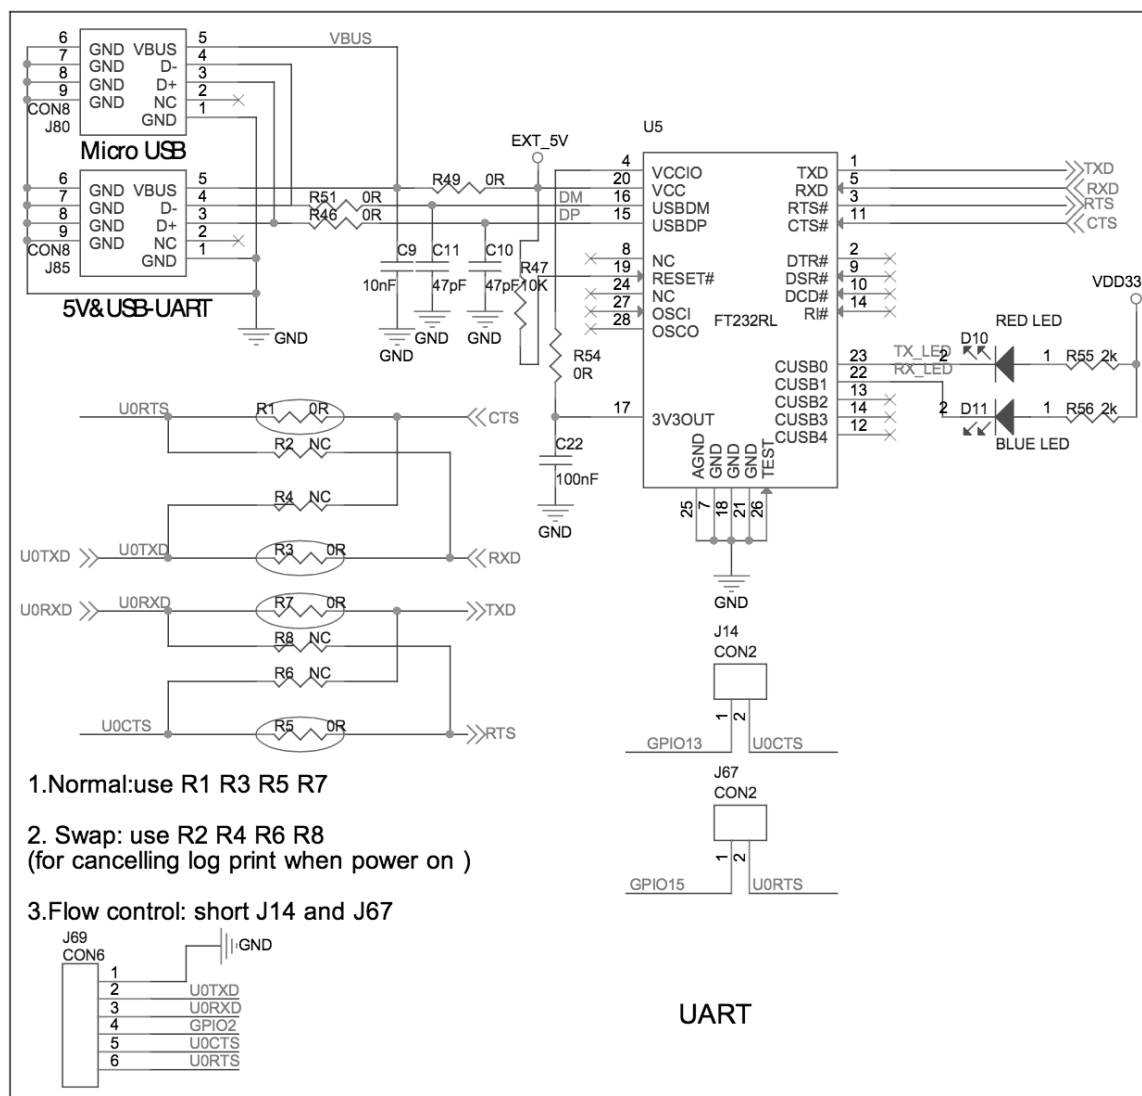 6 GND VBUS 5 VBUS
7 GND D- 4
8 GND D+ 3
9 GND NC 2
CON8 GND 1
J80
Micro USB
6 GND VBUS 5
7 GND D- 4
8 GND D+ 3
9 GND NC 2
CON8 GND 1
J85
5V&USB-UART
GND
R49 0R
R51 0R
R46 0R
EXT_5V
DM
DP
C9
10nF
GND
C11
47pF
GND
C10
47pF
GND
R47
10K
R54
0R
C22
100nF
GND
U5
4 VCCIO TXD 1 TXD
20 VCC RXD 5 RXD
16 USBDM RTS# 3 RTS
15 USBDP CTS# 11 CTS
8 NC DTR# 2
19 RESET# DSR# 9
24 NC DCD# 10
27 OSCI RI# 14
28 OSCO
FT232RL
CUSB0 23 TX_LED
CUSB1 22 RX_LED
CUSB2 13
17 3V3OUT CUSB3 14
CUSB4 12
AGND GND GND GND TEST
25 7 18 21 26
GND
VDD33
RED LED
2 D10 1 R55 2k
2 D11 1 R56 2k
BLUE LED
U0RTS R1 0R CTS
R2 NC
R4 NC
U0TXD U0TXD R3 0R RXD
U0RXD U0RXD R7 0R TXD
R8 NC
R6 NC
U0CTS R5 0R RTS
J14
CON2
1 2
GPIO13 U0CTS
J67
CON2
1 2
GPIO15 U0RTS
1.Normal:use R1 R3 R5 R7
2. Swap: use R2 R4 R6 R8
(for cancelling log print when power on )
3.Flow control: short J14 and J67
J69
CON6
GND
1
2 U0TXD
3 U0RXD
4 GPIO2
5 U0CTS
6 U0RTS
UART